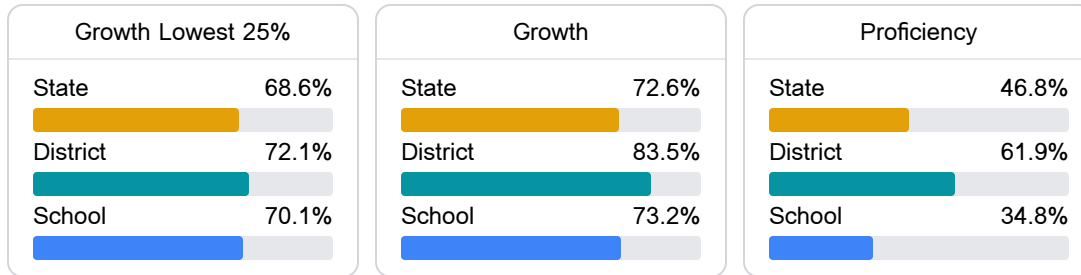 Growth Lowest 25%
State 68.6%
District 72.1%
School 70.1%
Growth
State 72.6%
District 83.5%
School 73.2%
Proficiency
State 46.8%
District 61.9%
School 34.8%